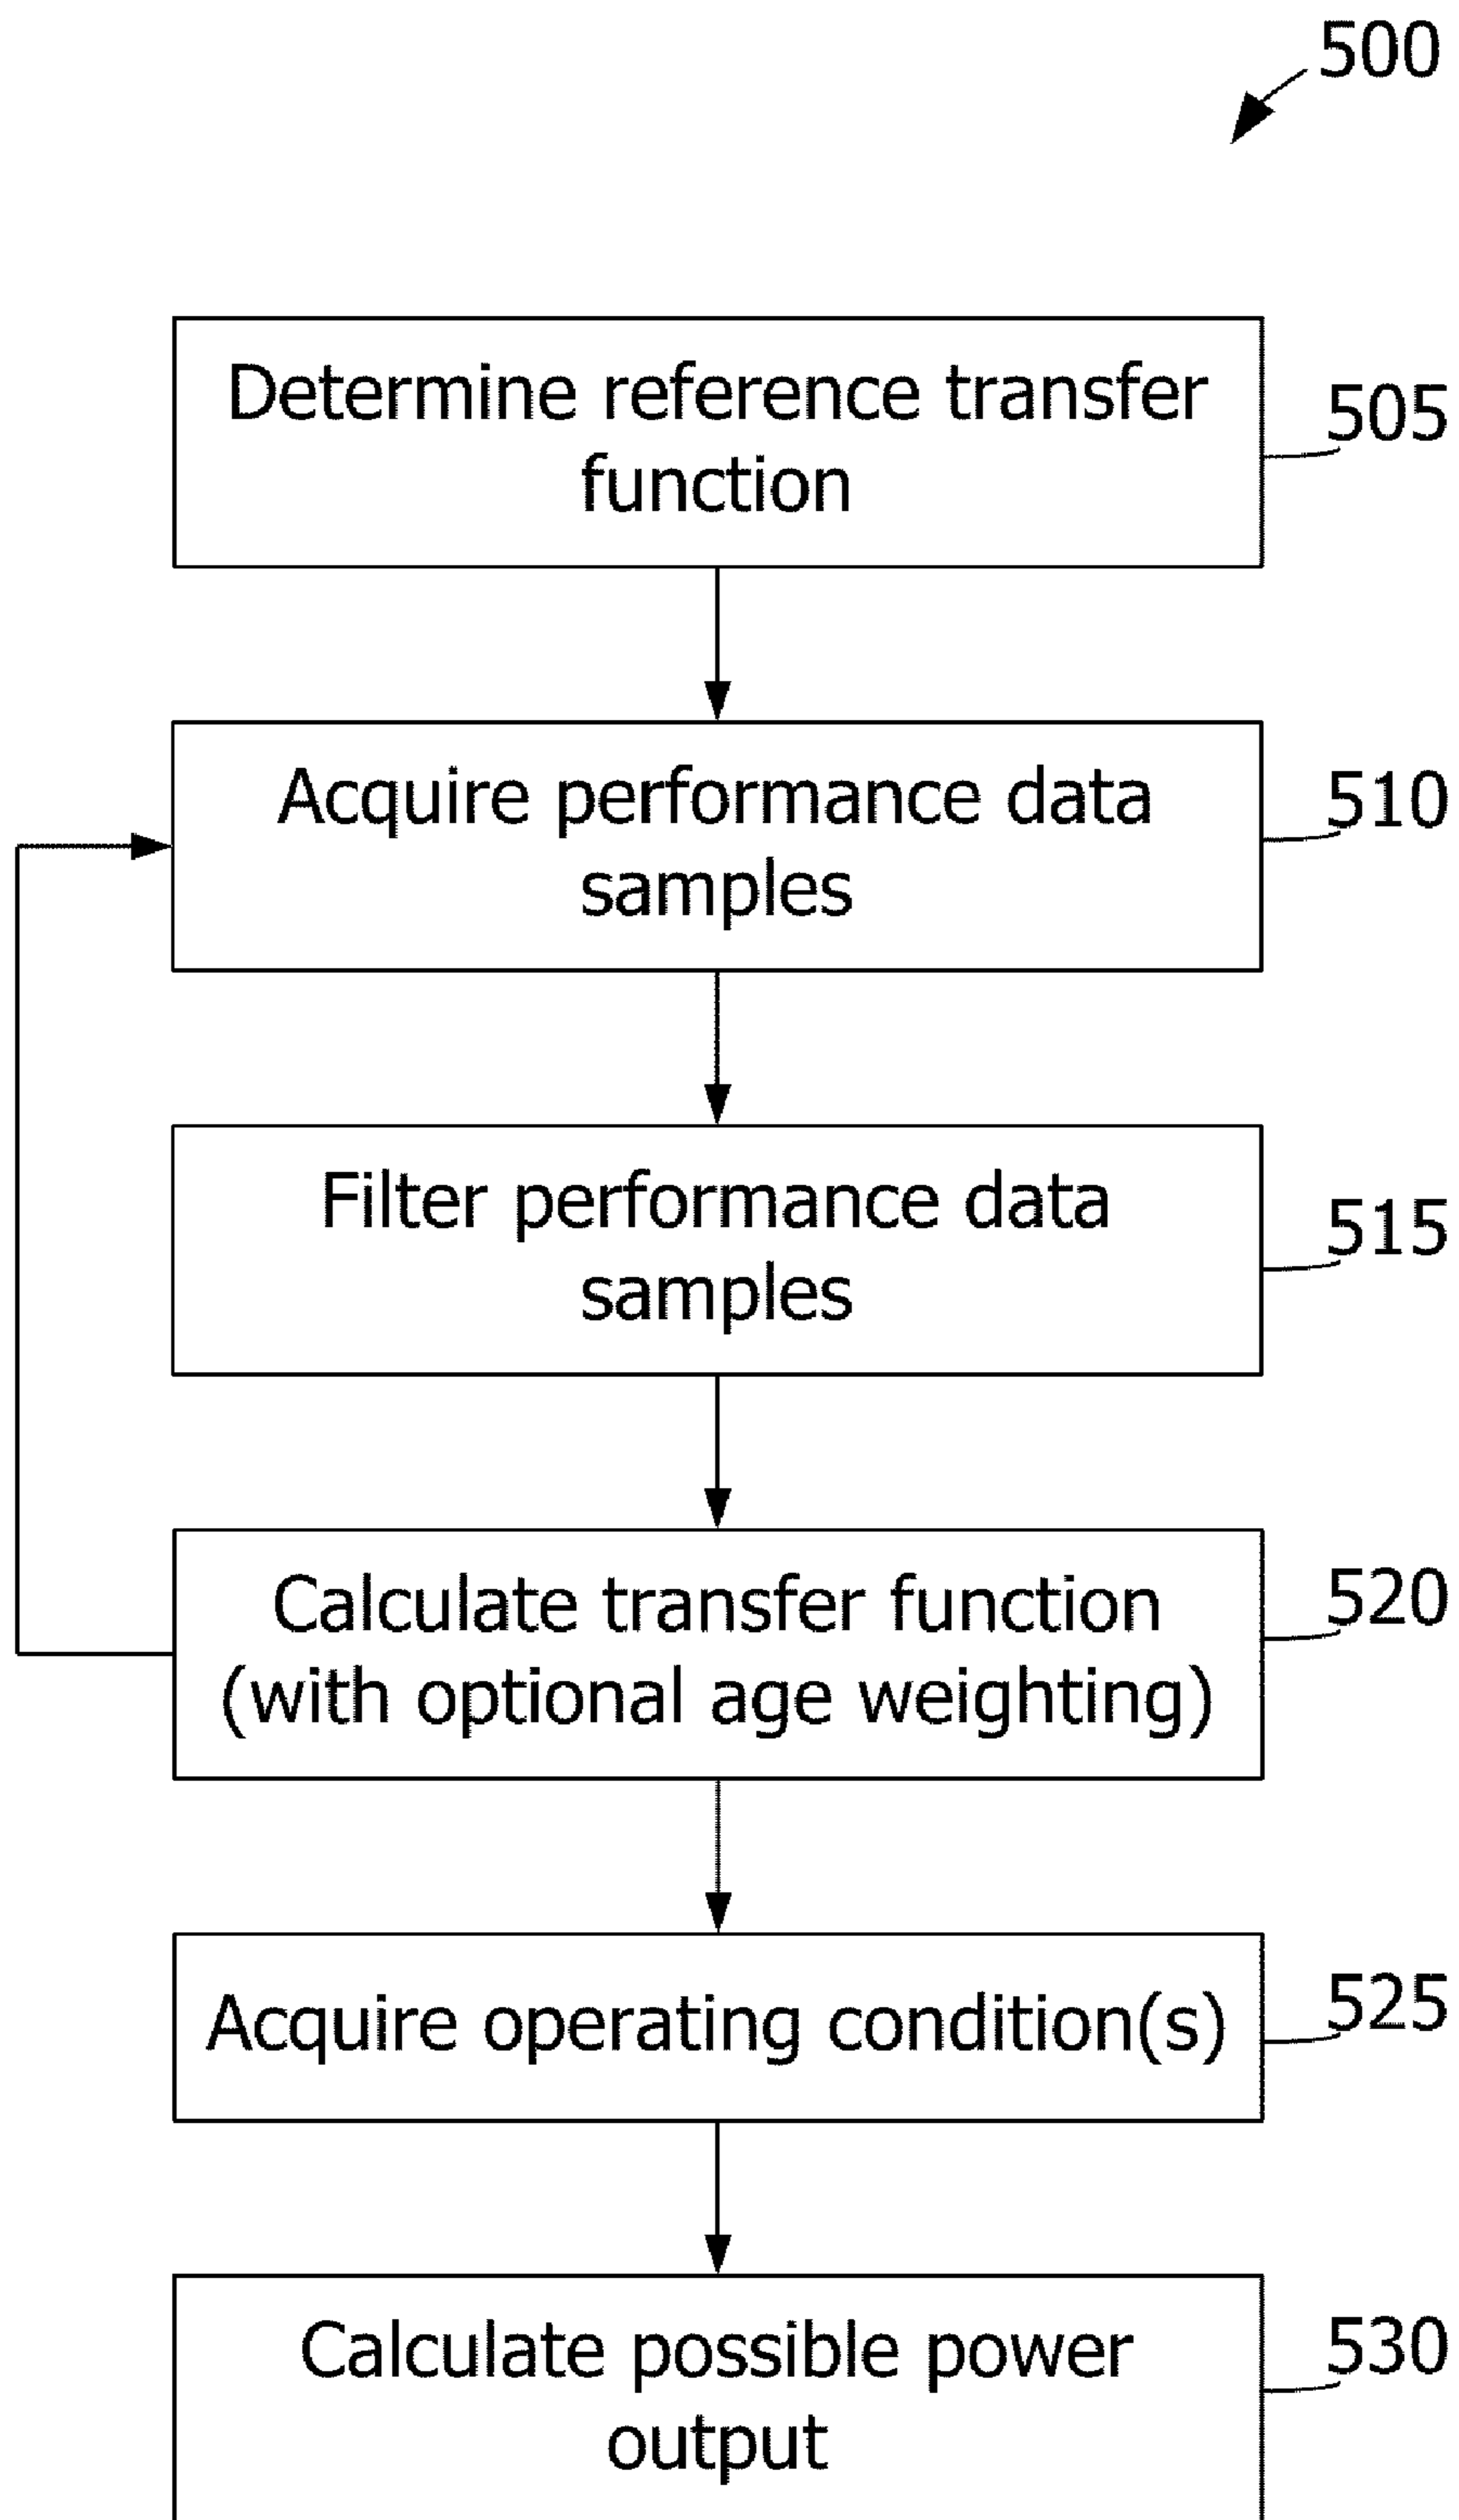 500
Determine reference transfer
function
505
Acquire performance data
samples
510
Filter performance data
samples
515
Calculate transfer function
(with optional age weighting)
520
Acquire operating condition(s)
525
Calculate possible power
output
530